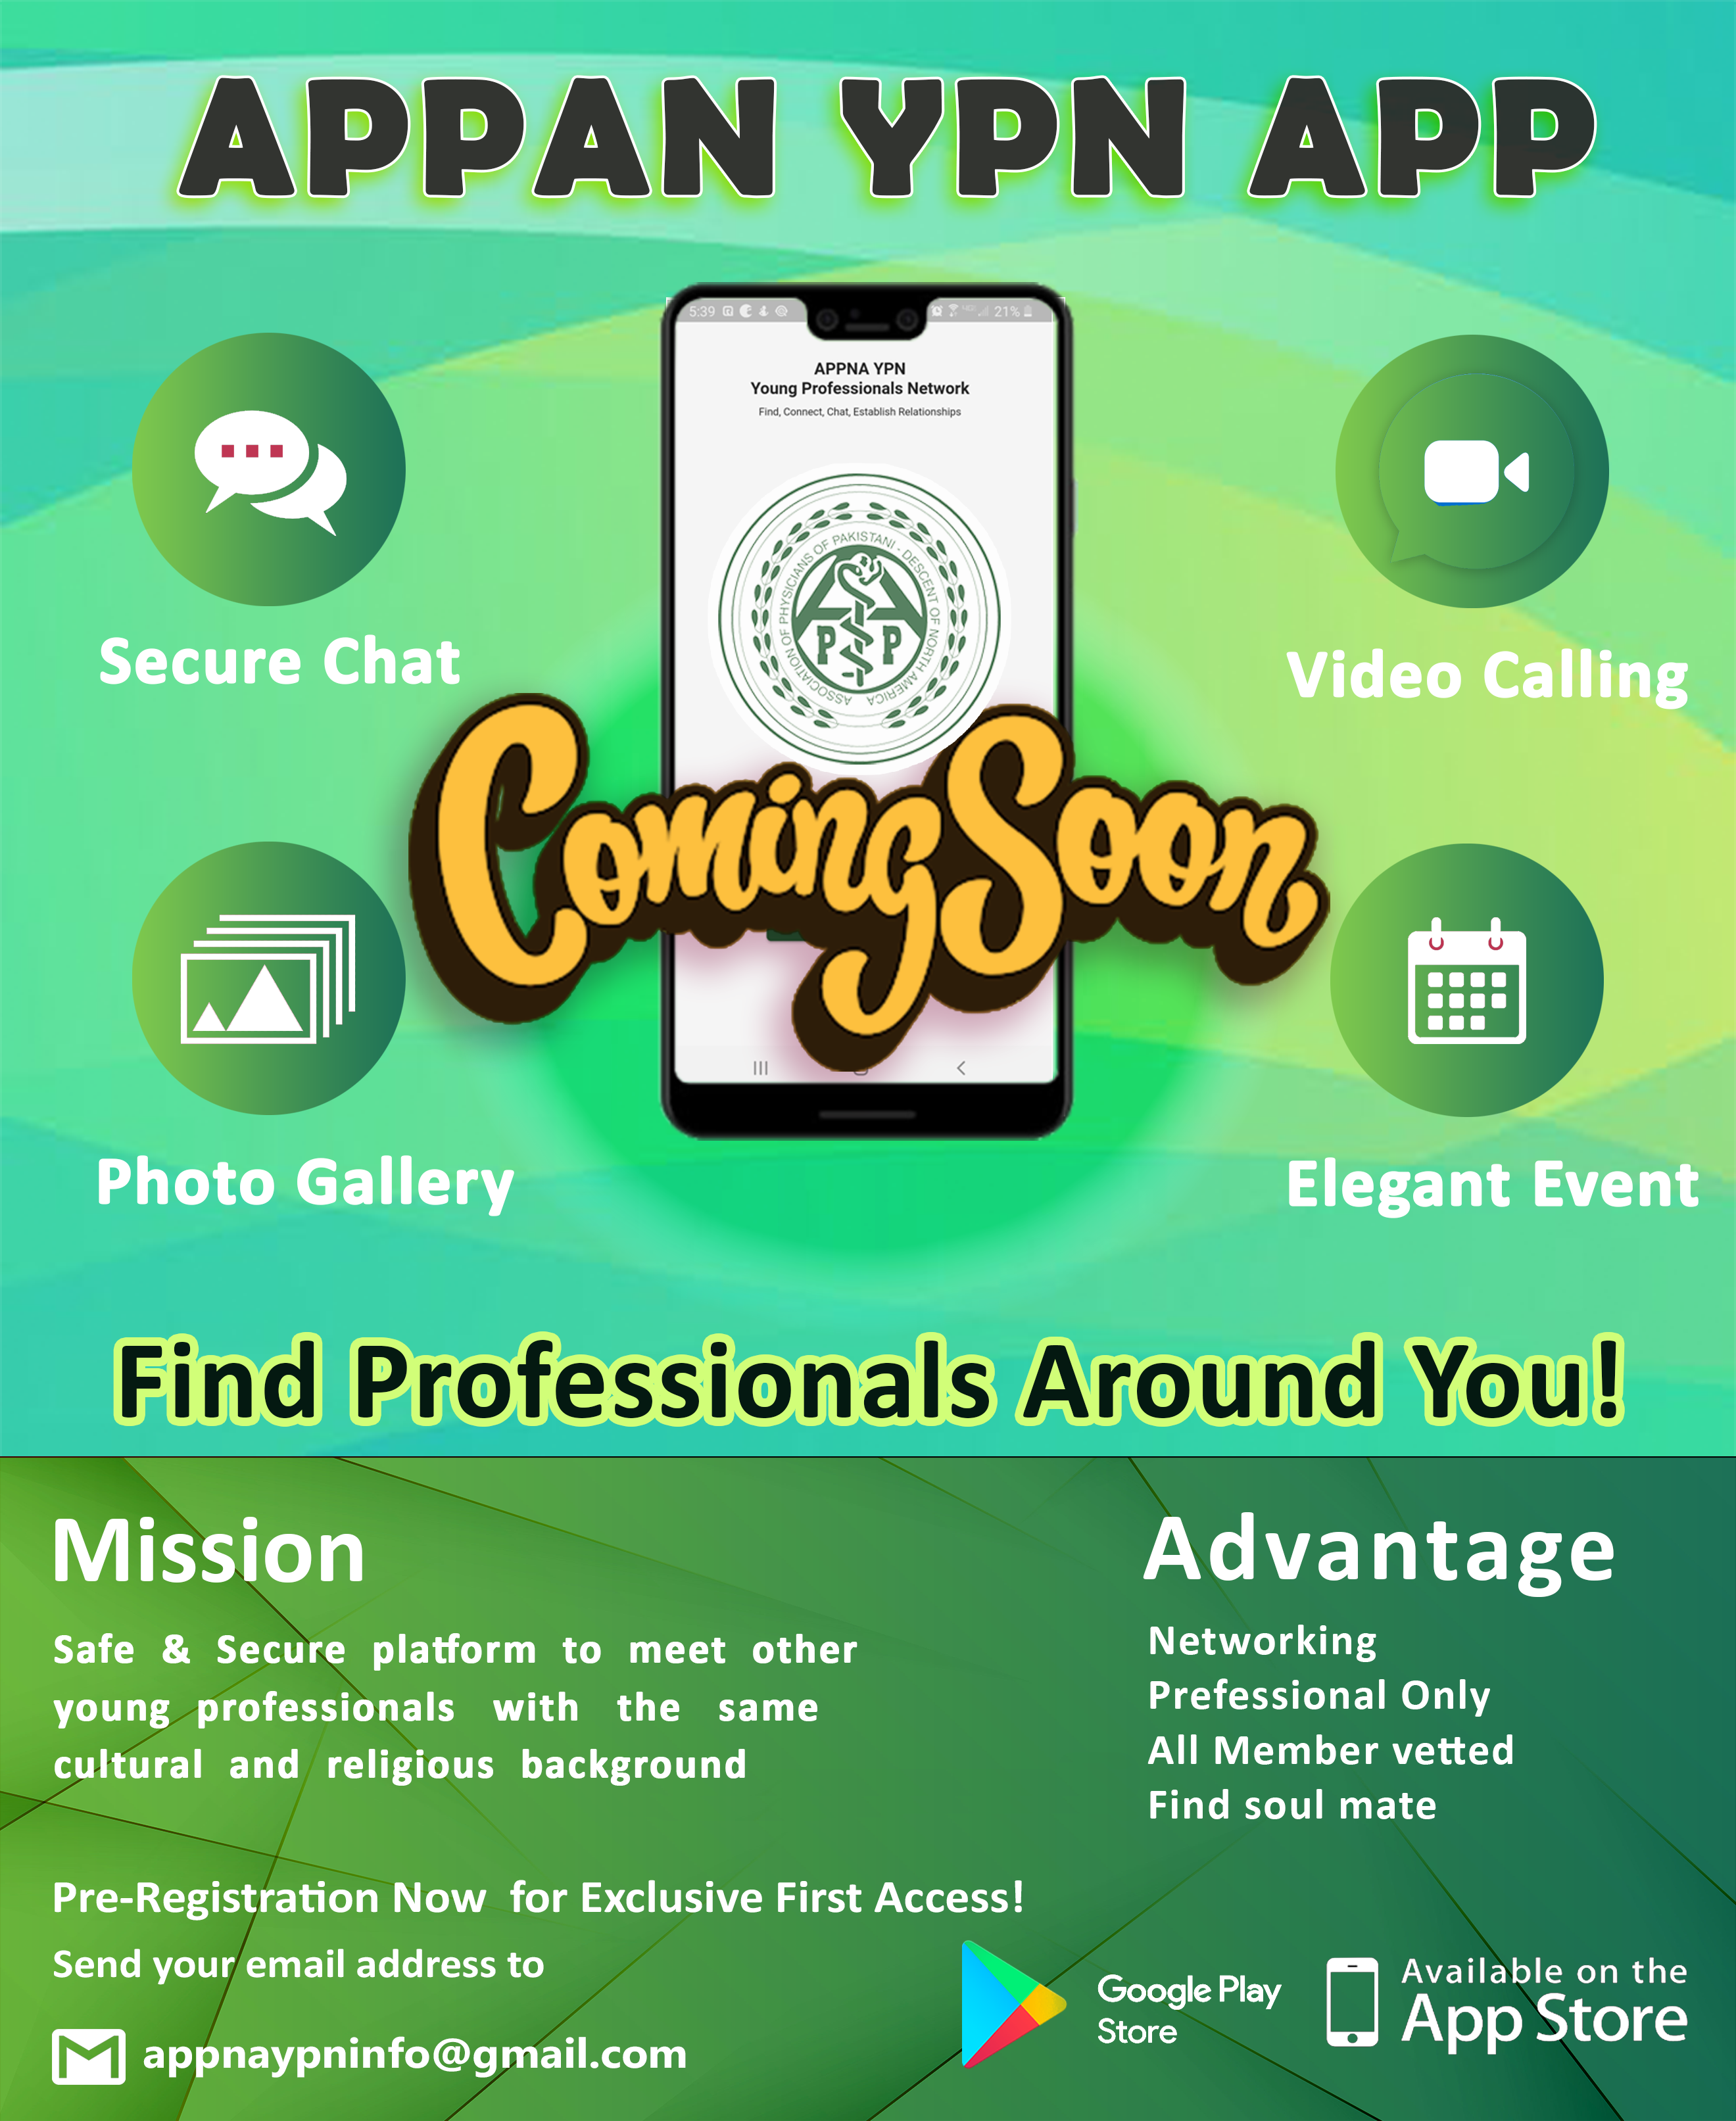 APPAN YPN APP
5:39
21%
APPNA YPN
Young Professionals Network
Find, Connect, Chat, Establish Relationships
ASSOCIATION OF PHYSICIANS OF PAKISTANI - DESCENT OF NORTH AMERICA
P P
Secure Chat
Video Calling
Coming Soon
Photo Gallery
Elegant Event
Find Professionals Around You!
Mission
Safe & Secure platform to meet other
young professionals with the same
cultural and religious background
Advantage
Networking
Prefessional Only
All Member vetted
Find soul mate
Pre-Registration Now for Exclusive First Access!
Send your email address to
appnaypninfo@gmail.com
Google Play
Store
Available on the
App Store